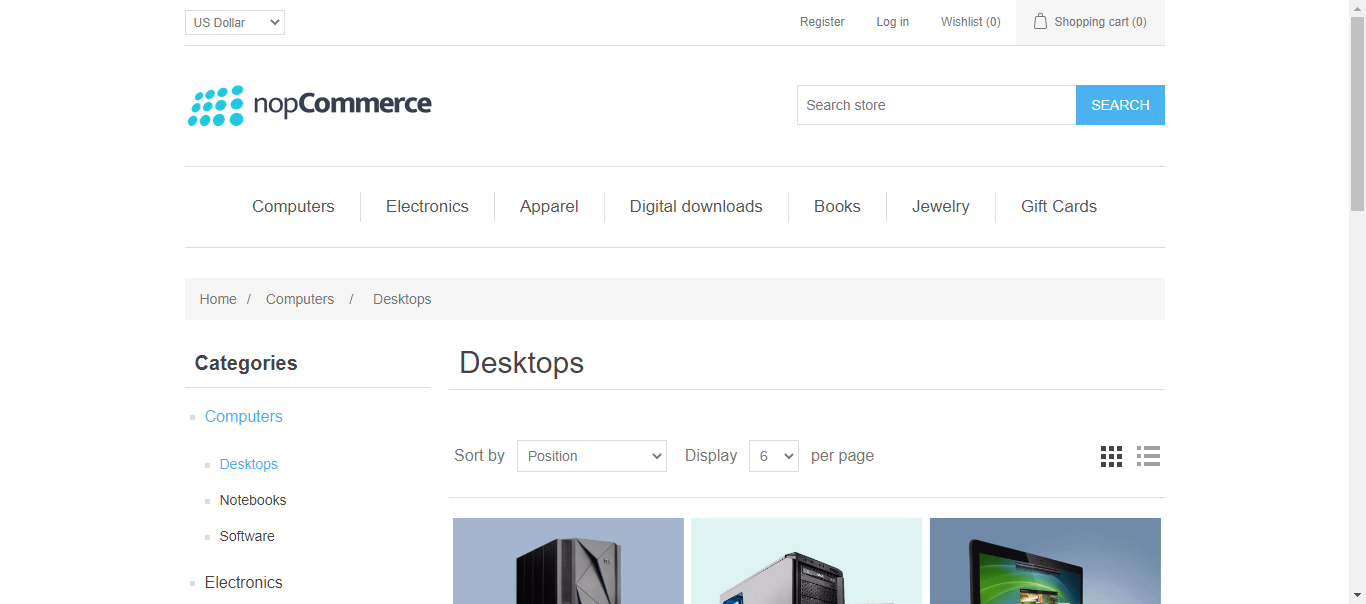 US Dollar Register Log in Wishlist (0) Shopping cart (0)
nopCommerce Search store SEARCH
Computers Electronics Apparel Digital downloads Books Jewelry Gift Cards
Home / Computers / Desktops
Categories
Desktops
Computers
Sort by Position Display 6 per page
Desktops
Notebooks
Software
Electronics